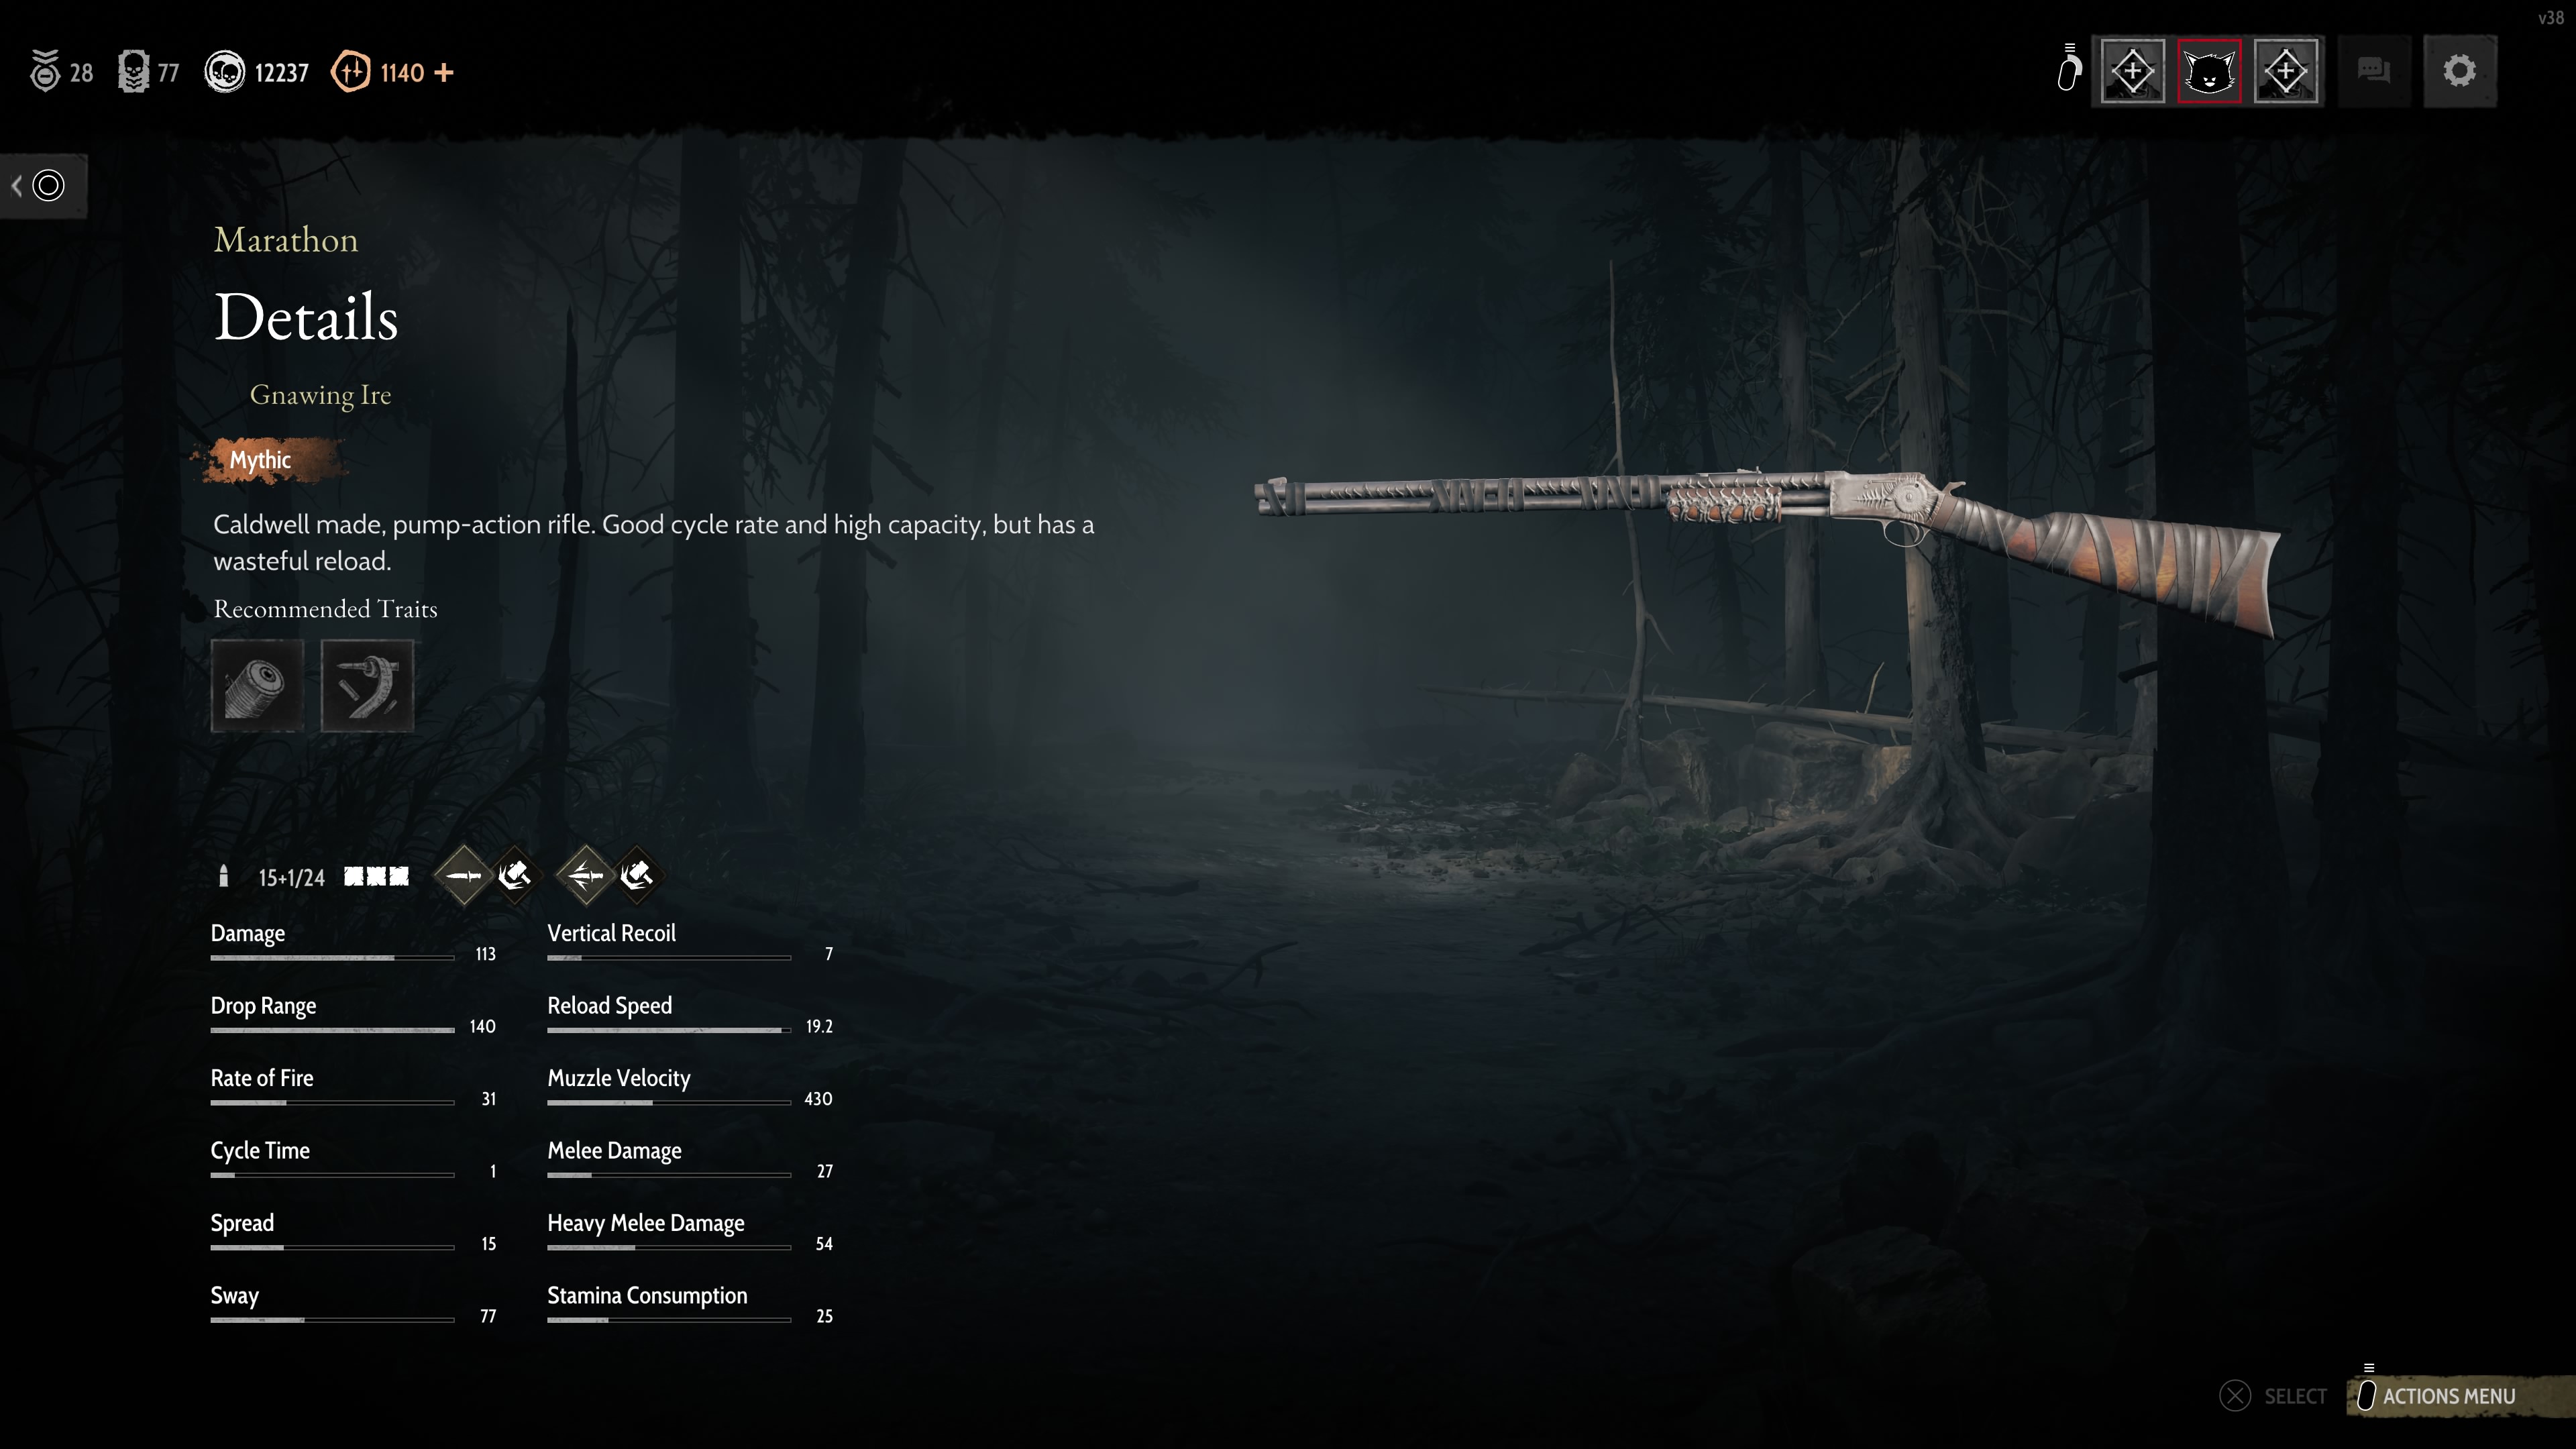 v38
28
77
12237
1140 +
Marathon
Details
Gnawing Ire
Mythic
Caldwell made, pump-action rifle. Good cycle rate and high capacity, but has a
wasteful reload.
Recommended Traits
15+1/24
Damage
113
Vertical Recoil
7
Drop Range
140
Reload Speed
19.2
Rate of Fire
31
Muzzle Velocity
430
Cycle Time
1
Melee Damage
27
Spread
15
Heavy Melee Damage
54
Sway
77
Stamina Consumption
25
SELECT
ACTIONS MENU